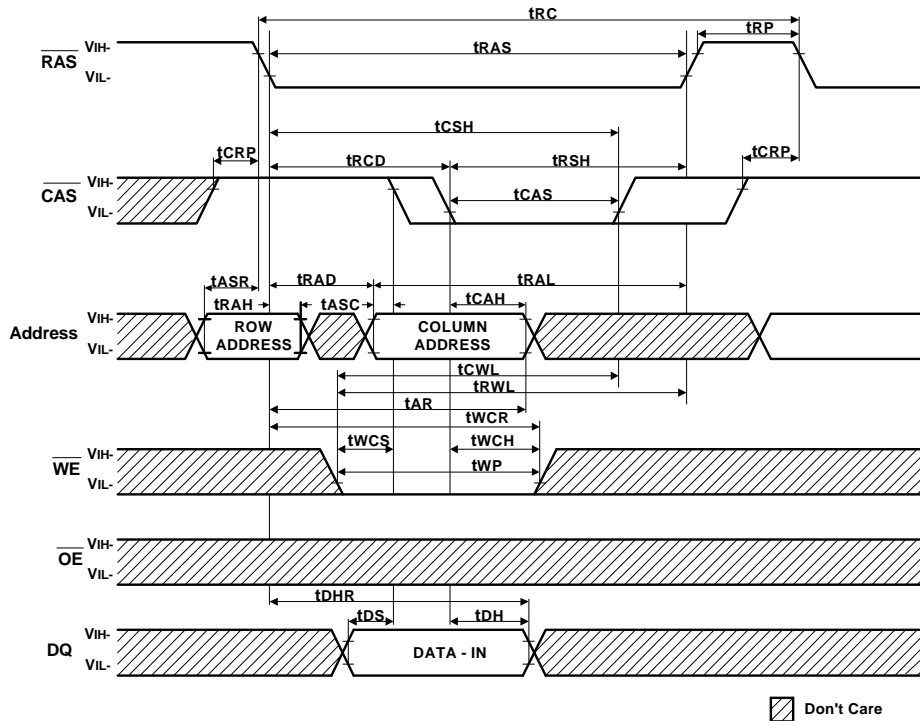 tRC
tRP
VIH-
tRAS
RAS
VIL-
tCSH
tCRP
tRCD
tRSH
tCRP
VIH-
CAS
tCAS
VIL-
tASR
tRAD
tRAL
tRAH
tASC
tCAH
VIH-
Address
ROW
ADDRESS
COLUMN
ADDRESS
VIL-
tCWL
tRWL
tAR
tWCR
tWCS
tWCH
VIH-
WE
tWP
VIL-
VIH-
OE
VIL-
tDHR
tDS
tDH
VIH-
DQ
DATA - IN
VIL-
Don't Care